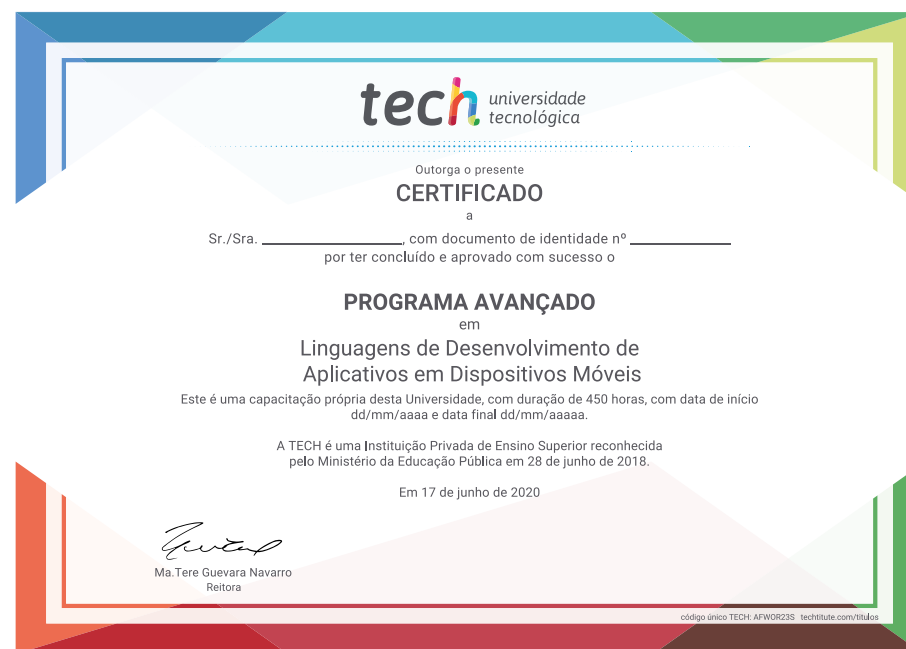 tech universidade
tecnológica
Outorga o presente
CERTIFICADO
a
Sr./Sra. ____________________, com documento de identidade nº ______________
por ter concluído e aprovado com sucesso o
PROGRAMA AVANÇADO
em
Linguagens de Desenvolvimento de
Aplicativos em Dispositivos Móveis
Este é uma capacitação própria desta Universidade, com duração de 450 horas, com data de início
dd/mm/aaaa e data final dd/mm/aaaaa.
A TECH é uma Instituição Privada de Ensino Superior reconhecida
pelo Ministério da Educação Pública em 28 de junho de 2018.
Em 17 de junho de 2020
Ma.Tere Guevara Navarro
Reitora
código único TECH: AFWOR23S techtitute.com/titulos